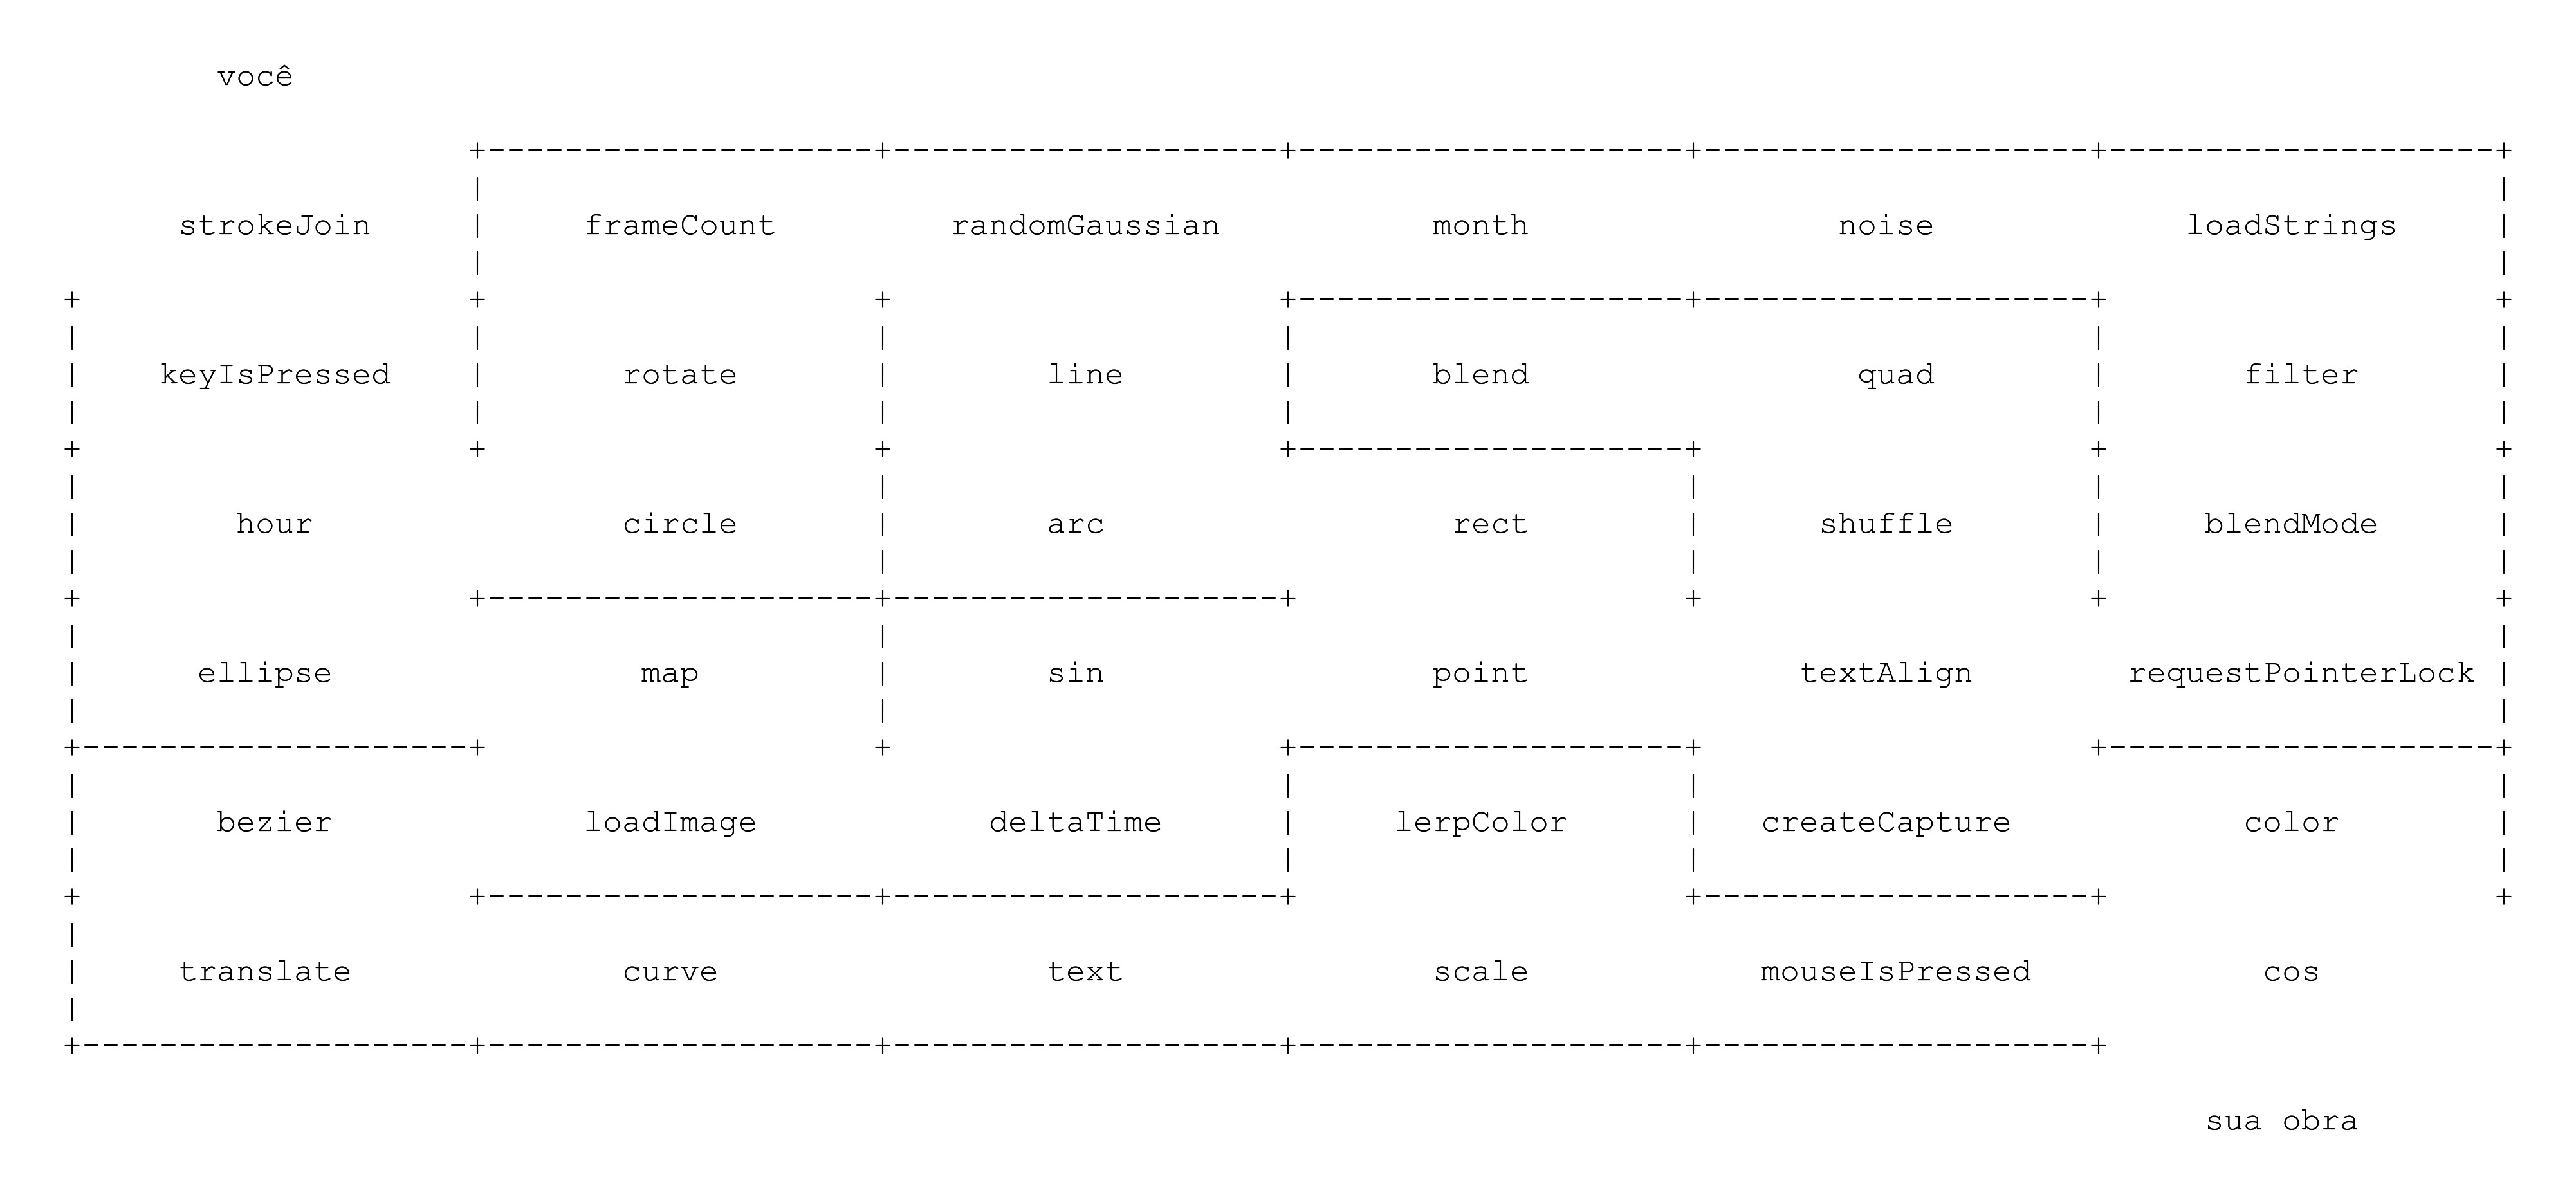 você
strokeJoin frameCount randomGaussian month noise loadStrings
keyIsPressed rotate line blend quad filter
hour circle arc rect shuffle blendMode
ellipse map sin point textAlign requestPointerLock
bezier loadImage deltaTime lerpColor createCapture color
translate curve text scale mouseIsPressed cos
sua obra